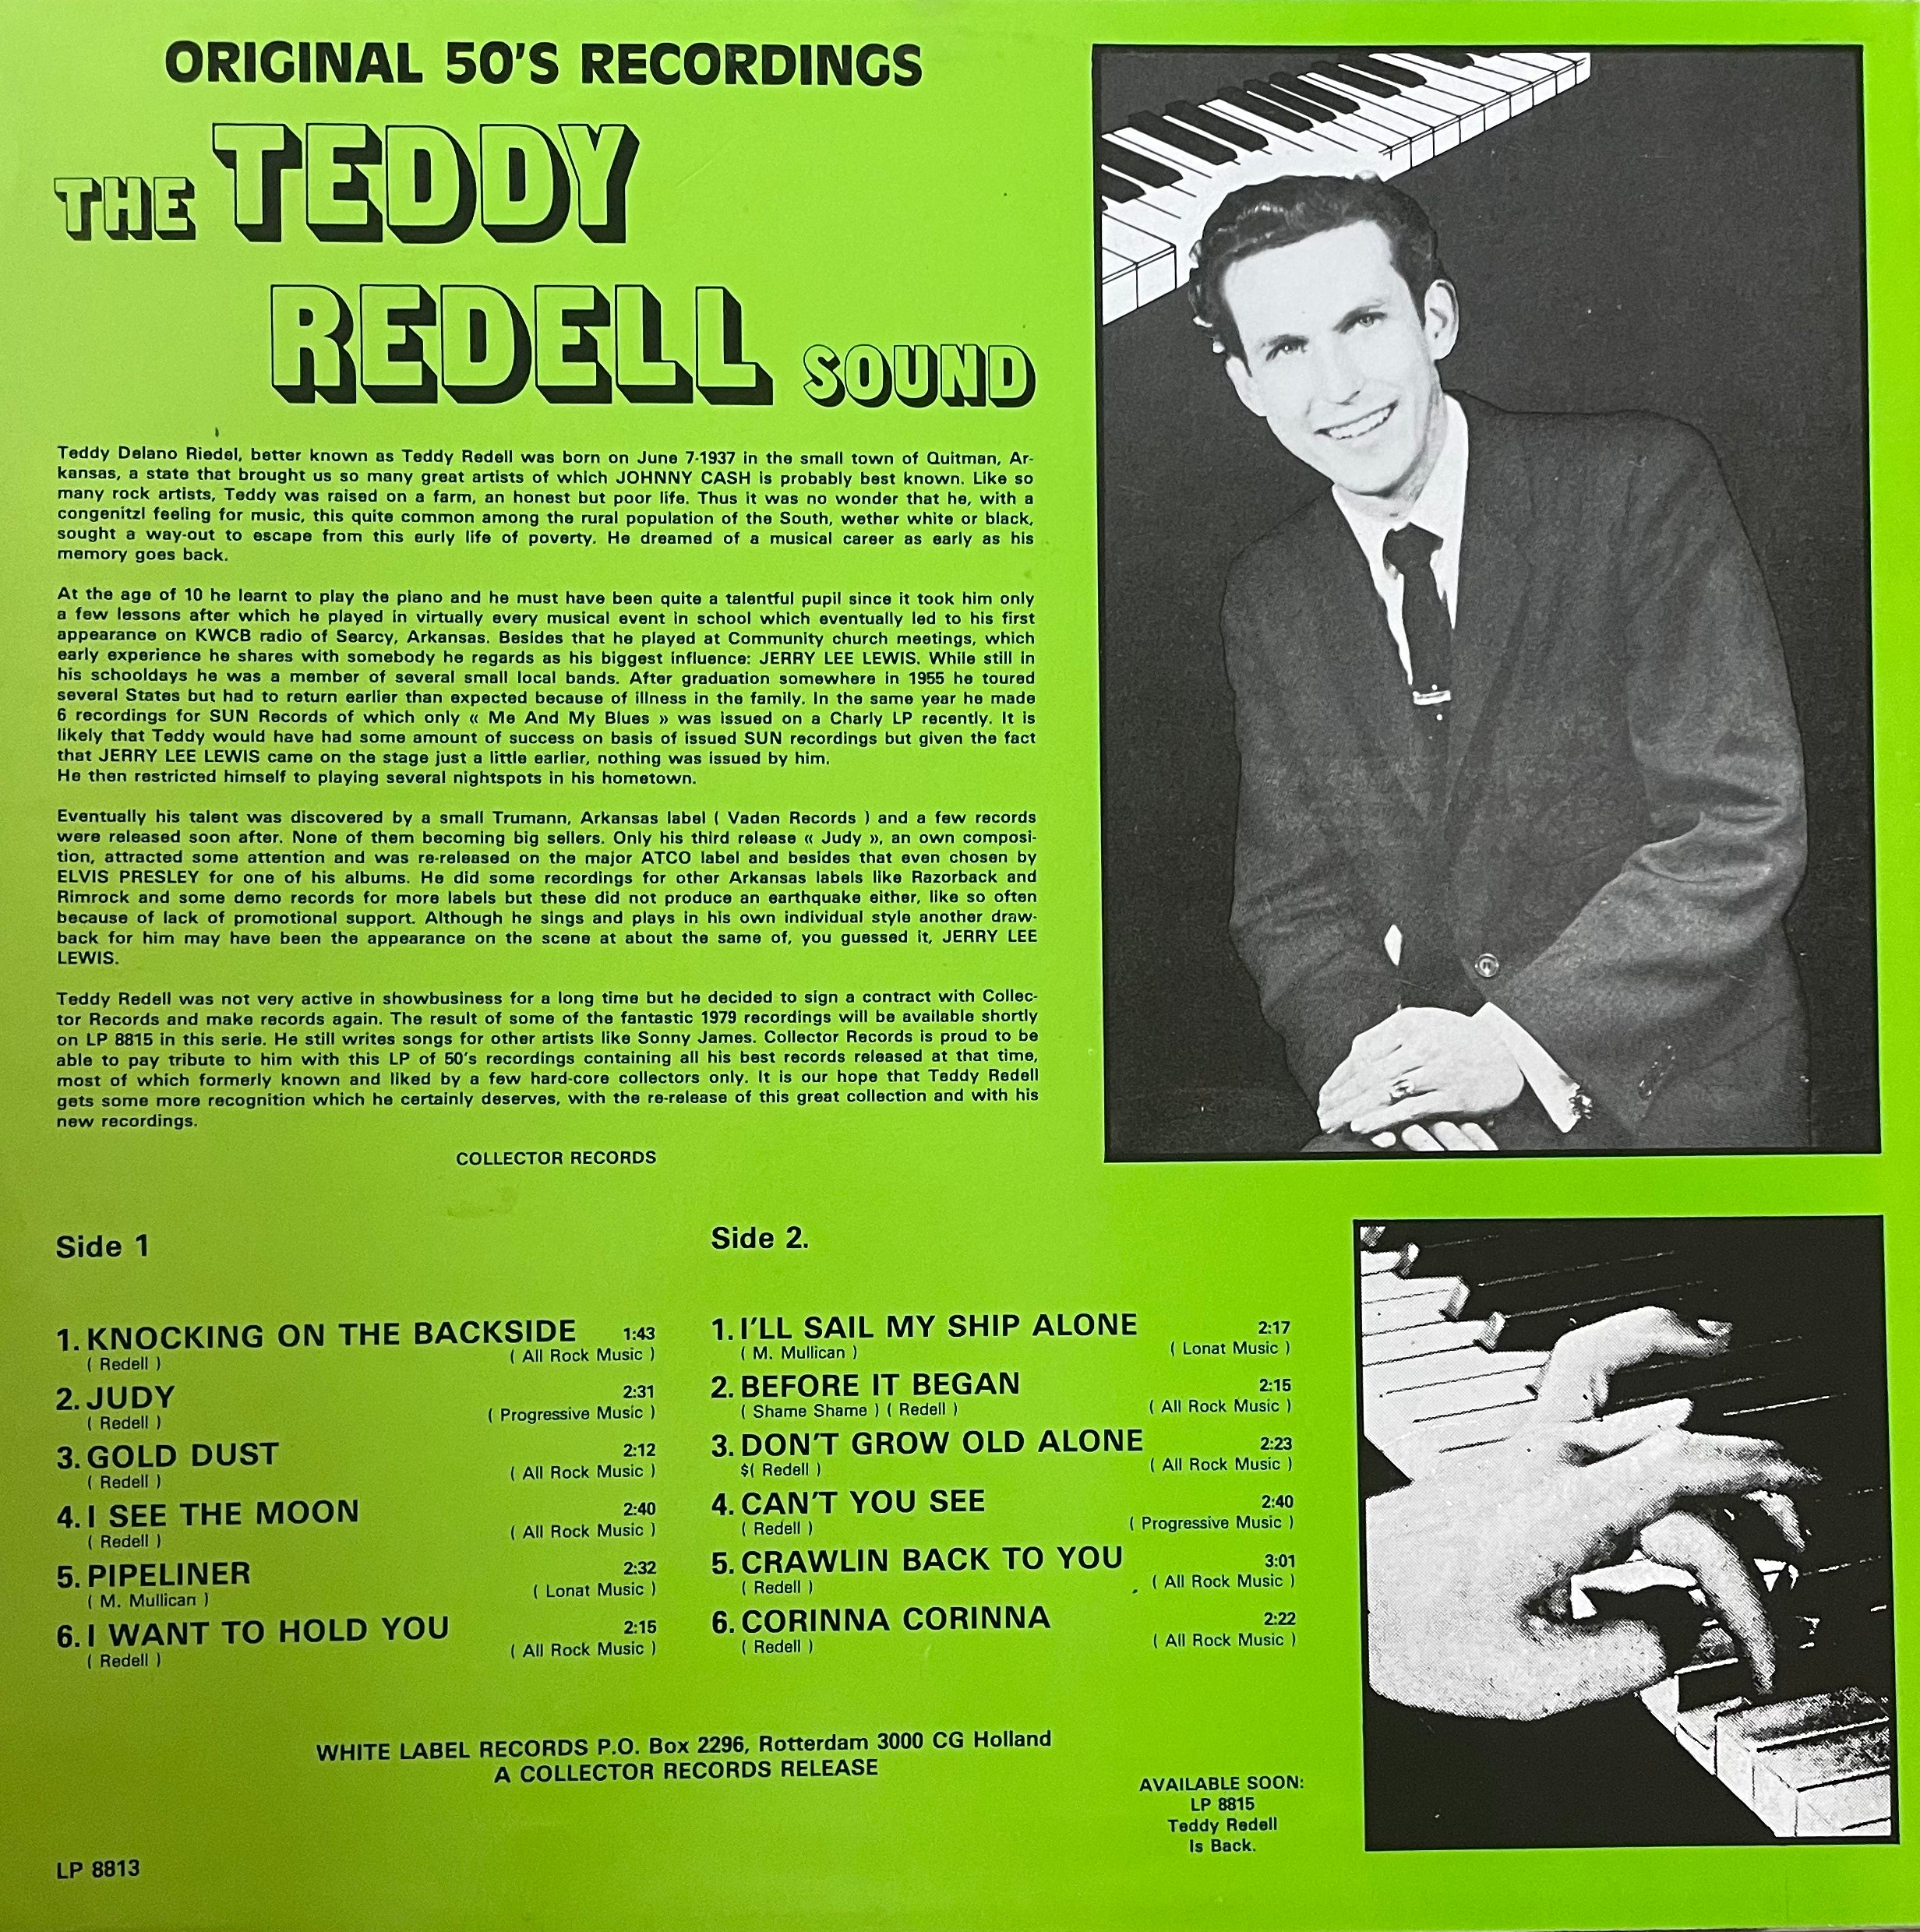 ORIGINAL 50'S RECORDINGS
THE TEDDY
REDELL SOUND
Teddy Delano Riedel, better known as Teddy Redell was born on June 7-1937 in the small town of Quitman, Ar-
kansas, a state that brought us so many great artists of which JOHNNY CASH is probably best known. Like so
many rock artists, Teddy was raised on a farm, an honest but poor life. Thus it was no wonder that he, with a
congenitzl feeling for music, this quite common among the rural population of the South, wether white or black,
sought a way-out to escape from this eurly life of poverty. He dreamed of a musical career as early as his
memory goes back.
At the age of 10 he learnt to play the piano and he must have been quite a talentful pupil since it took him only
a few lessons after which he played in virtually every musical event in school which eventually led to his first
appearance on KWCB radio of Searcy, Arkansas. Besides that he played at Community church meetings, which
early experience he shares with somebody he regards as his biggest influence: JERRY LEE LEWIS. While still in
his schooldays he was a member of several small local bands. After graduation somewhere in 1955 he toured
several States but had to return earlier than expected because of illness in the family. In the same year he made
6 recordings for SUN Records of which only « Me And My Blues » was issued on a Charly LP recently. It is
likely that Teddy would have had some amount of success on basis of issued SUN recordings but given the fact
that JERRY LEE LEWIS came on the stage just a little earlier, nothing was issued by him.
He then restricted himself to playing several nightspots in his hometown.
Eventually his talent was discovered by a small Trumann, Arkansas label ( Vaden Records ) and a few records
were released soon after. None of them becoming big sellers. Only his third release « Judy », an own composi-
tion, attracted some attention and was re-released on the major ATCO label and besides that even chosen by
ELVIS PRESLEY for one of his albums. He did some recordings for other Arkansas labels like Razorback and
Rimrock and some demo records for more labels but these did not produce an earthquake either, like so often
because of lack of promotional support. Although he sings and plays in his own individual style another draw-
back for him may have been the appearance on the scene at about the same of, you guessed it, JERRY LEE
LEWIS.
Teddy Redell was not very active in showbusiness for a long time but he decided to sign a contract with Collec-
tor Records and make records again. The result of some of the fantastic 1979 recordings will be available shortly
on LP 8815 in this serie. He still writes songs for other artists like Sonny James. Collector Records is proud to be
able to pay tribute to him with this LP of 50's recordings containing all his best records released at that time,
most of which formerly known and liked by a few hard-core collectors only. It is our hope that Teddy Redell
gets some more recognition which he certainly deserves, with the re-release of this great collection and with his
new recordings.
COLLECTOR RECORDS
Side 1
1. KNOCKING ON THE BACKSIDE 1:43
( Redell ) ( All Rock Music )
2. JUDY 2:31
( Redell ) ( Progressive Music )
3. GOLD DUST 2:12
( Redell ) ( All Rock Music )
4. I SEE THE MOON 2:40
( Redell ) ( All Rock Music )
5. PIPELINER 2:32
( M. Mullican ) ( Lonat Music )
6. I WANT TO HOLD YOU 2:15
( Redell ) ( All Rock Music )
Side 2.
1. I'LL SAIL MY SHIP ALONE 2:17
( M. Mullican ) ( Lonat Music )
2. BEFORE IT BEGAN 2:15
( Shame Shame ) ( Redell ) ( All Rock Music )
3. DON'T GROW OLD ALONE 2:23
$( Redell ) ( All Rock Music )
4. CAN'T YOU SEE 2:40
( Redell ) ( Progressive Music )
5. CRAWLIN BACK TO YOU 3:01
( Redell ) ( All Rock Music )
6. CORINNA CORINNA 2:22
( Redell ) ( All Rock Music )
WHITE LABEL RECORDS P.O. Box 2296, Rotterdam 3000 CG Holland
A COLLECTOR RECORDS RELEASE
AVAILABLE SOON:
LP 8815
Teddy Redell
Is Back.
LP 8813